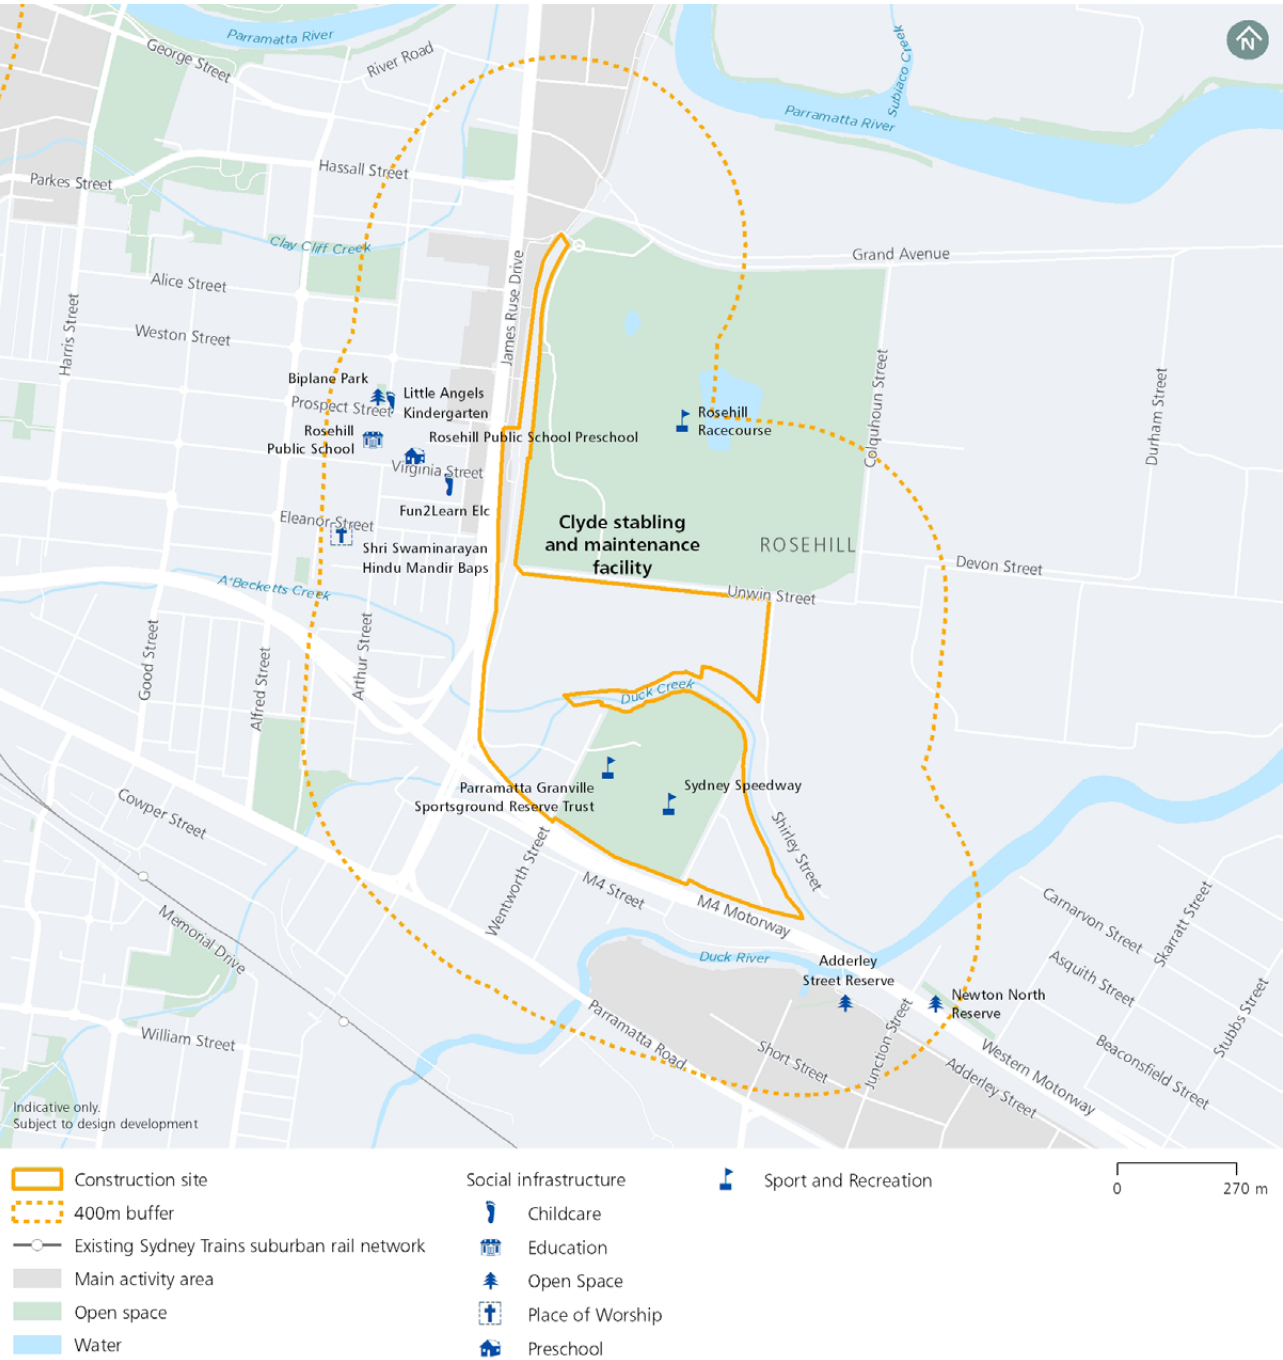 Parramatta River
George Street
River Road
N
Subiaco Creek
Parramatta River
Hassall Street
Parkes Street
Clay Cliff Creek
Grand Avenue
Alice Street
James Ruse Drive
Harris Street
Weston Street
Colquhoun Street
Durham Street
Biplane Park
Little Angels
Kindergarten
Prospect Street
Rosehill
Racecourse
Rosehill
Public School
Rosehill Public School Preschool
Virginia Street
Fun2Learn Elc
Eleanor Street
Clyde stabling
and maintenance
facility
ROSEHILL
Shri Swaminarayan
Hindu Mandir Baps
Devon Street
A'Becketts Creek
Unwin Street
Good Street
Alfred Street
Arthur Street
Duck Creek
Parramatta Granville
Sportsground Reserve Trust
Sydney Speedway
Cowper Street
Shirley Street
Wentworth Street
M4 Street
M4 Motorway
Carnarvon Street
Skarratt Street
Memorial Drive
Duck River
Adderley
Street Reserve
Asquith Street
Newton North
Reserve
Stubbs Street
Parramatta Road
William Street
Short Street
Junction Street
Western Motorway
Beaconsfield Street
Adderley Street
Indicative only.
Subject to design development
Construction site
400m buffer
Existing Sydney Trains suburban rail network
Main activity area
Open space
Water
Social infrastructure
Childcare
Education
Open Space
Place of Worship
Preschool
Sport and Recreation
0 270 m